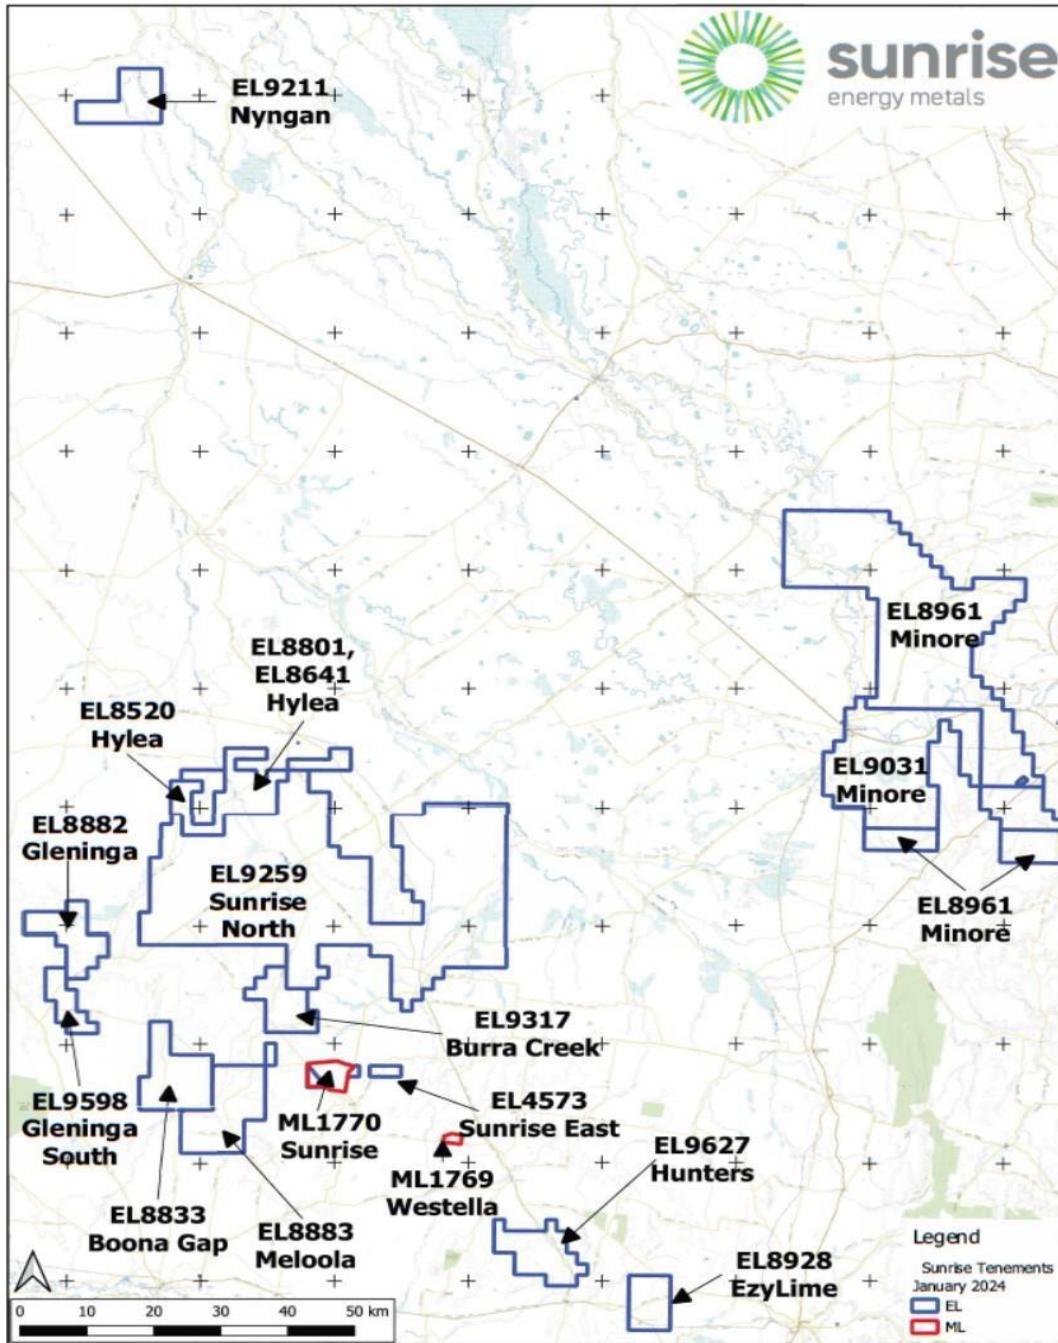 sunrise
energy metals
EL9211
Nyngan
EL8961
Minore
EL8801,
EL8641
Hylea
EL8520
Hylea
EL9031
Minore
EL8882
Gleninga
EL9259
Sunrise
North
EL8961
Minore
EL9317
Burra Creek
EL9598
Gleninga
South
ML1770
Sunrise
EL4573
Sunrise East
EL9627
Hunters
ML1769
Westella
EL8833
Boona Gap
EL8883
Meloola
EL8928
EzyLime
Legend
Sunrise Tenements
January 2024
EL
ML
0 10 20 30 40 50 km